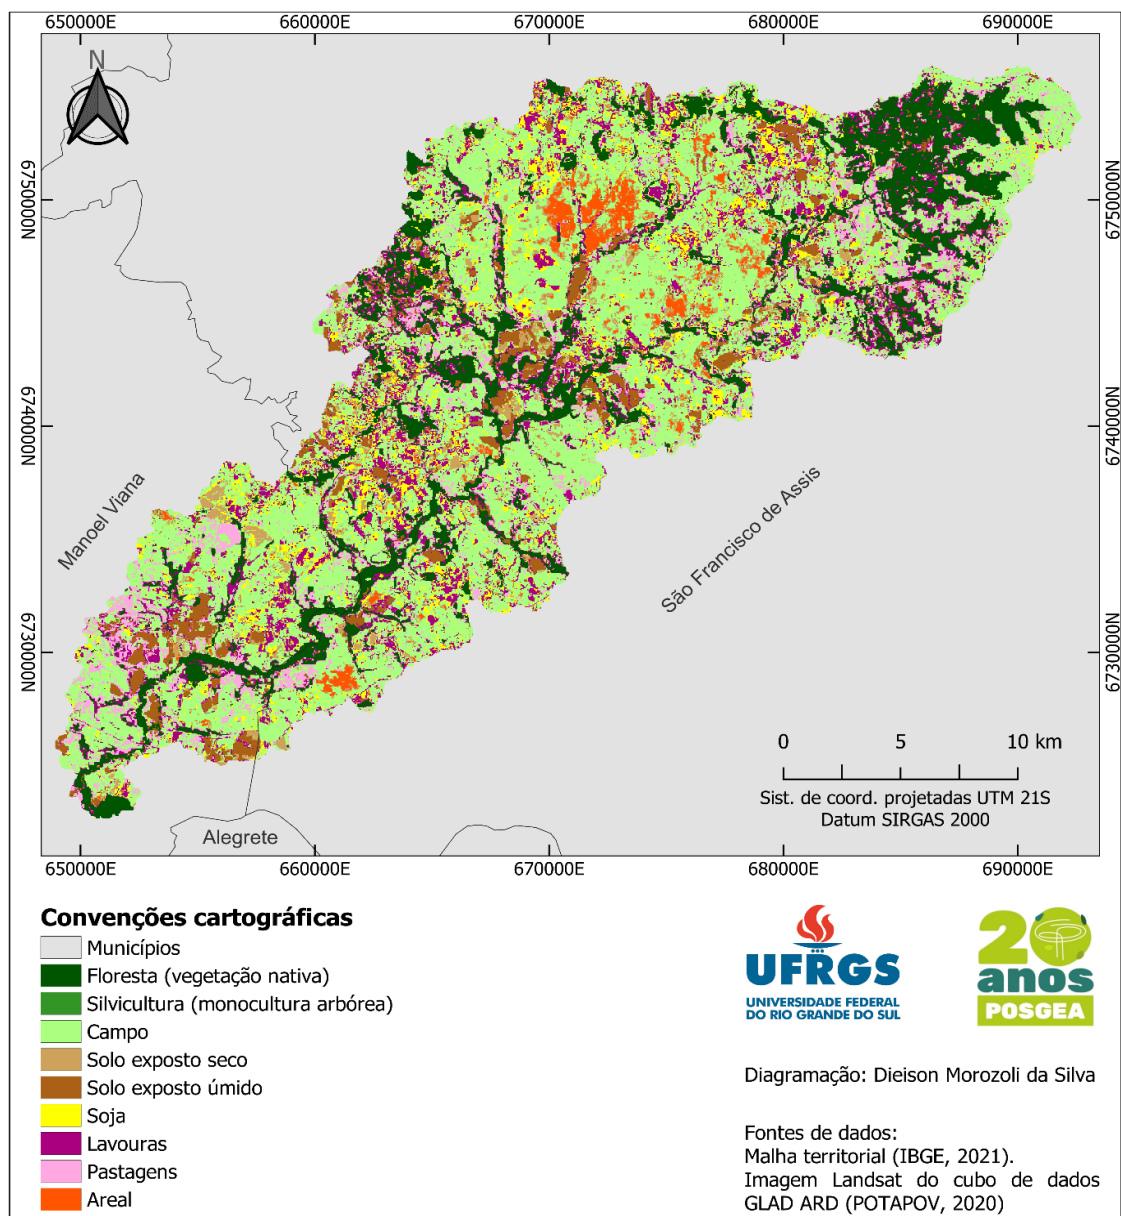 650000E 660000E 670000E 680000E 690000E
N
6750000N 6750000N
6740000N 6740000N
6730000N 6730000N
Manoel Viana
São Francisco de Assis
Alegrete
0 5 10 km
Sist. de coord. projetadas UTM 21S
Datum SIRGAS 2000
650000E 660000E 670000E 680000E 690000E
Convenções cartográficas
Municípios
Floresta (vegetação nativa)
Silvicultura (monocultura arbórea)
Campo
Solo exposto seco
Solo exposto úmido
Soja
Lavouras
Pastagens
Areal
UFRGS
UNIVERSIDADE FEDERAL
DO RIO GRANDE DO SUL
20
anos
POSGEA
Diagramação: Dieison Morozoli da Silva
Fontes de dados:
Malha territorial (IBGE, 2021).
Imagem Landsat do cubo de dados
GLAD ARD (POTAPOV, 2020)